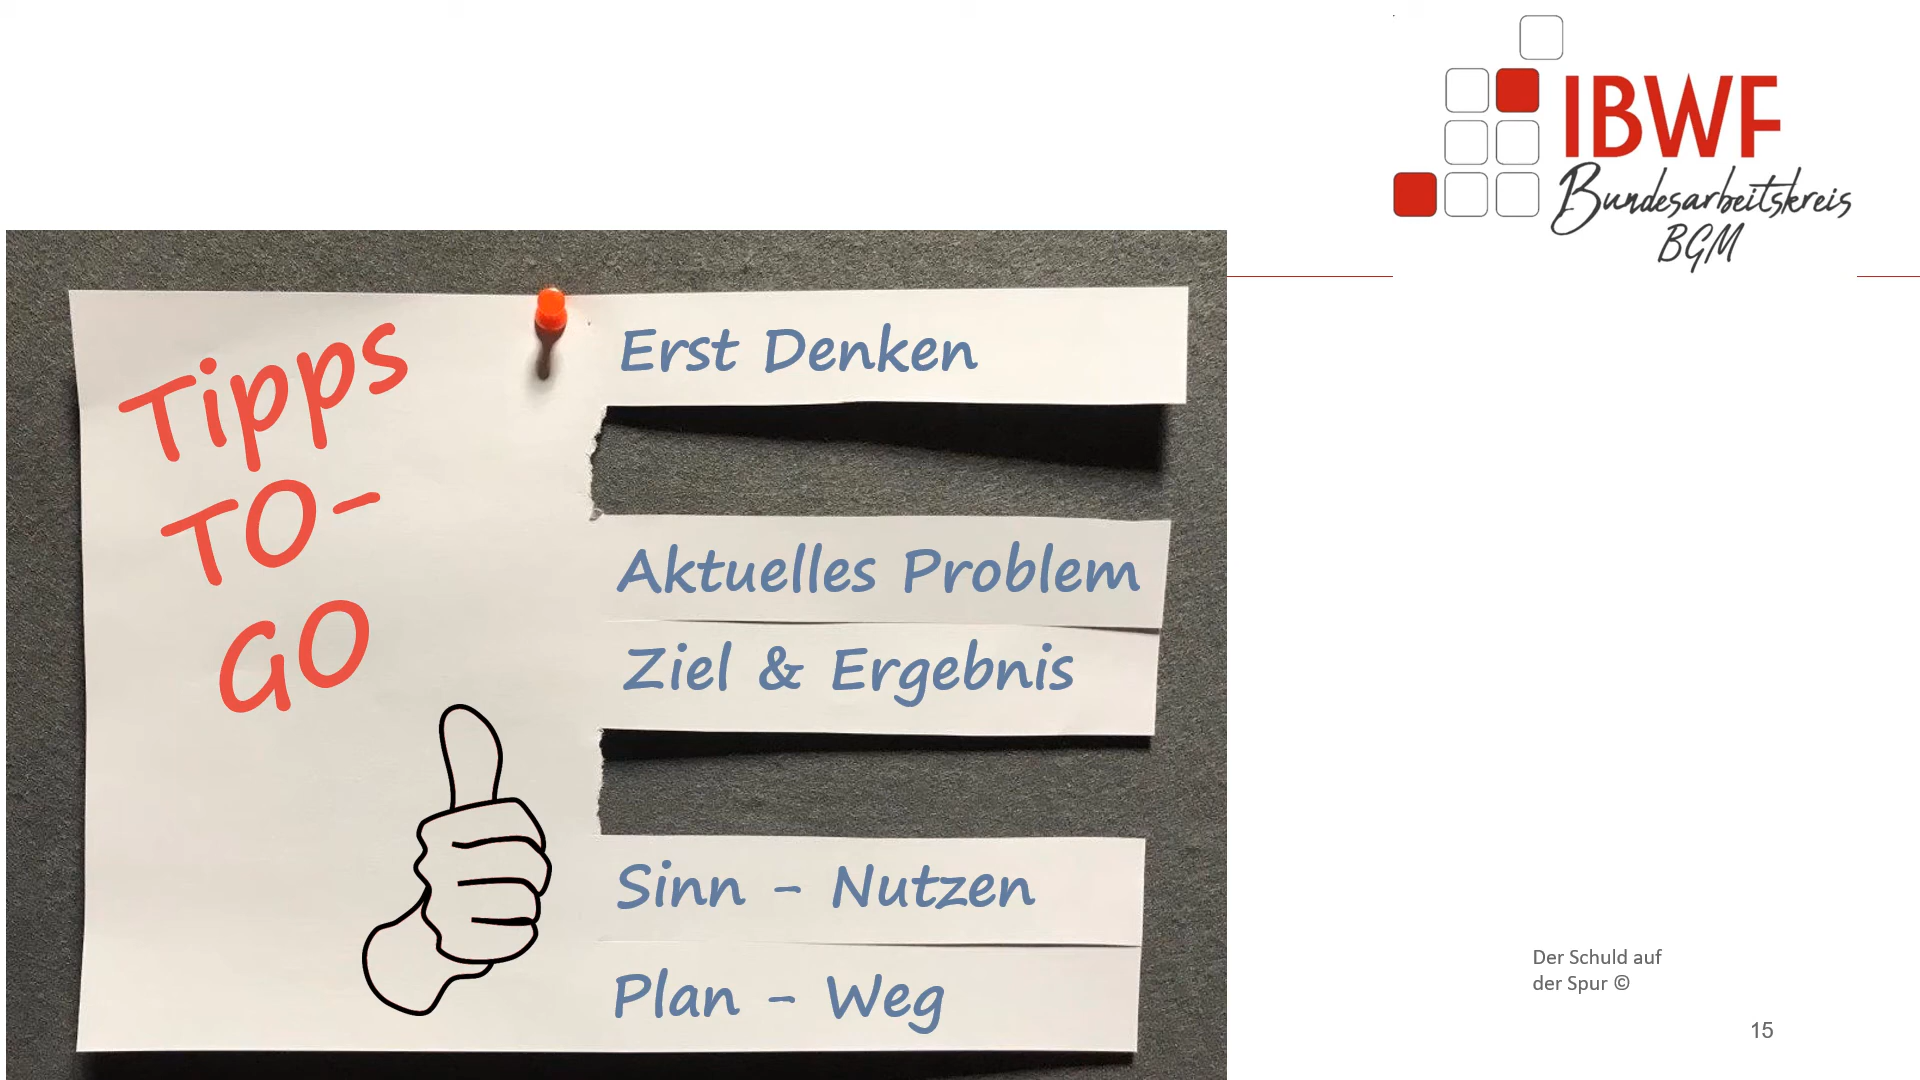 IBWF
Bundesarbeitskreis
BGM
Tipps
TO-
GO
Erst Denken
Aktuelles Problem
Ziel & Ergebnis
Sinn - Nutzen
Plan - Weg
Der Schuld auf
der Spur ©
15